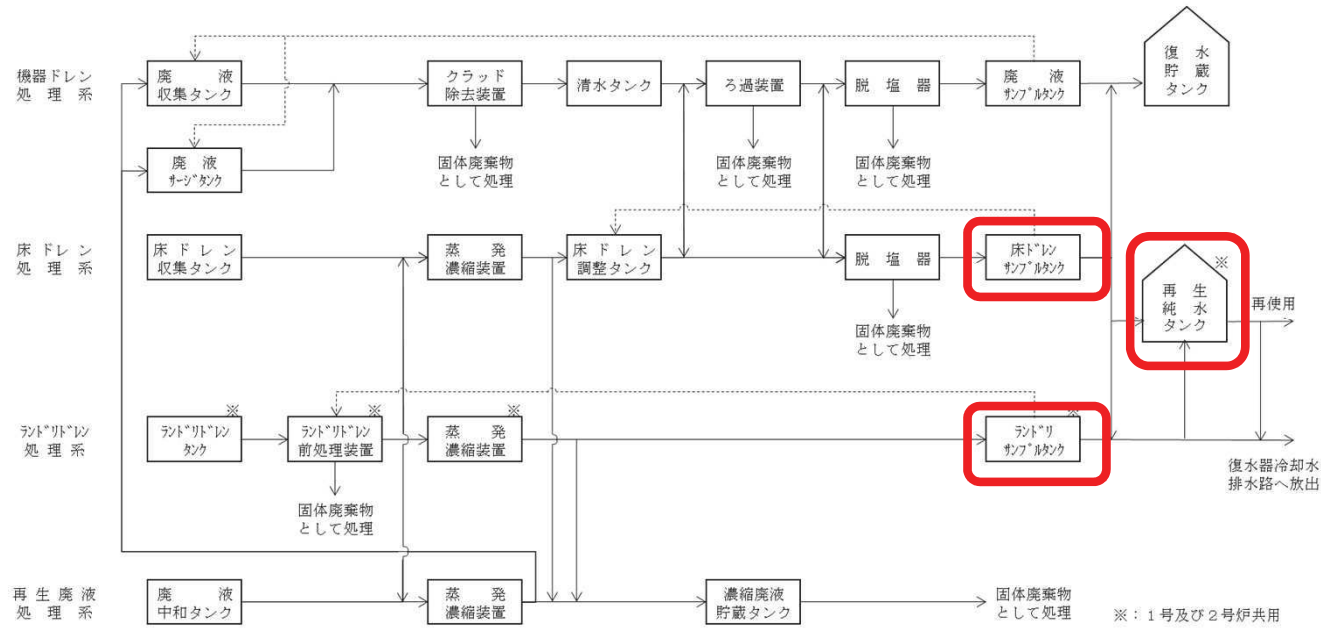 機器ドレン
処理系
廃液
収集タンク
クラッド
除去装置
清水タンク
ろ過装置
脱塩器
廃液
ｻﾝﾌﾟﾙﾀﾝｸ
復水
貯蔵
タンク
廃液
ｻｰｼﾞﾀﾝｸ
固体廃棄物
として処理
固体廃棄物
として処理
固体廃棄物
として処理
床ドレン
処理系
床ドレン
収集タンク
蒸発
濃縮装置
床ドレン
調整タンク
脱塩器
床ﾄﾞﾚﾝ
ｻﾝﾌﾟﾙﾀﾝｸ
※
再生
純水
タンク
再使用
固体廃棄物
として処理
ﾗﾝﾄﾞﾘﾄﾞﾚﾝ
処理系
※
ﾗﾝﾄﾞﾘﾄﾞﾚﾝ
ﾀﾝｸ
※
ﾗﾝﾄﾞﾘﾄﾞﾚﾝ
前処理装置
※
蒸発
濃縮装置
※
ﾗﾝﾄﾞﾘ
ｻﾝﾌﾟﾙﾀﾝｸ
復水器冷却水
排水路へ放出
固体廃棄物
として処理
再生廃液
処理系
廃液
中和タンク
蒸発
濃縮装置
濃縮廃液
貯蔵タンク
固体廃棄物
として処理
※：１号及び２号炉共用